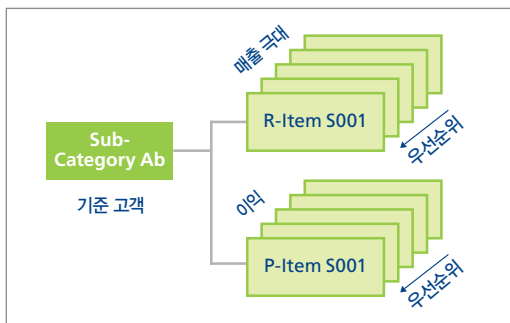 매출 극대
R-Item S001
우선순위
Sub-
Category Ab
기준 고객
이익
P-Item S001
우선순위